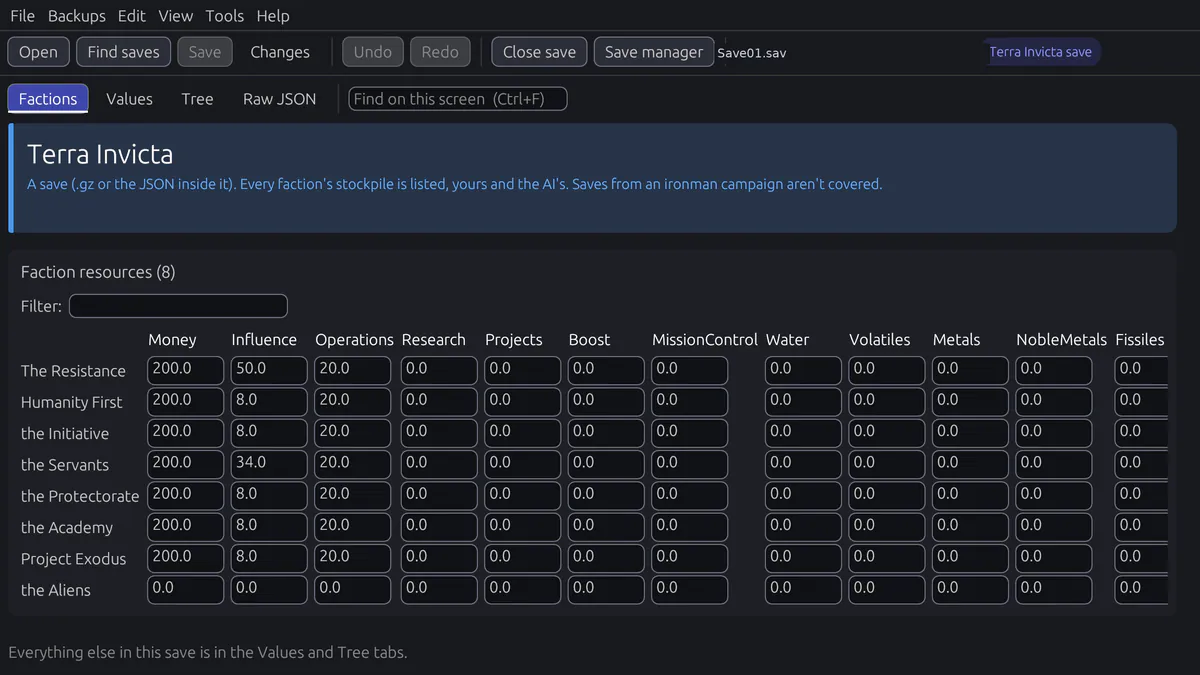 File Backups Edit View Tools Help
Open Find saves Save Changes Undo Redo Close save Save manager Save01.sav Terra Invicta save
Factions Values Tree Raw JSON Find on this screen (Ctrl+F)
Terra Invicta
A save (.gz or the JSON inside it). Every faction's stockpile is listed, yours and the AI's. Saves from an ironman campaign aren't covered.
Faction resources (8)
Filter:
Money Influence Operations Research Projects Boost MissionControl Water Volatiles Metals NobleMetals Fissiles
The Resistance 200.0 50.0 20.0 0.0 0.0 0.0 0.0 0.0 0.0 0.0 0.0 0.0
Humanity First 200.0 8.0 20.0 0.0 0.0 0.0 0.0 0.0 0.0 0.0 0.0 0.0
the Initiative 200.0 8.0 20.0 0.0 0.0 0.0 0.0 0.0 0.0 0.0 0.0 0.0
the Servants 200.0 34.0 20.0 0.0 0.0 0.0 0.0 0.0 0.0 0.0 0.0 0.0
the Protectorate 200.0 8.0 20.0 0.0 0.0 0.0 0.0 0.0 0.0 0.0 0.0 0.0
the Academy 200.0 8.0 20.0 0.0 0.0 0.0 0.0 0.0 0.0 0.0 0.0 0.0
Project Exodus 200.0 8.0 20.0 0.0 0.0 0.0 0.0 0.0 0.0 0.0 0.0 0.0
the Aliens 0.0 0.0 0.0 0.0 0.0 0.0 0.0 0.0 0.0 0.0 0.0 0.0
Everything else in this save is in the Values and Tree tabs.